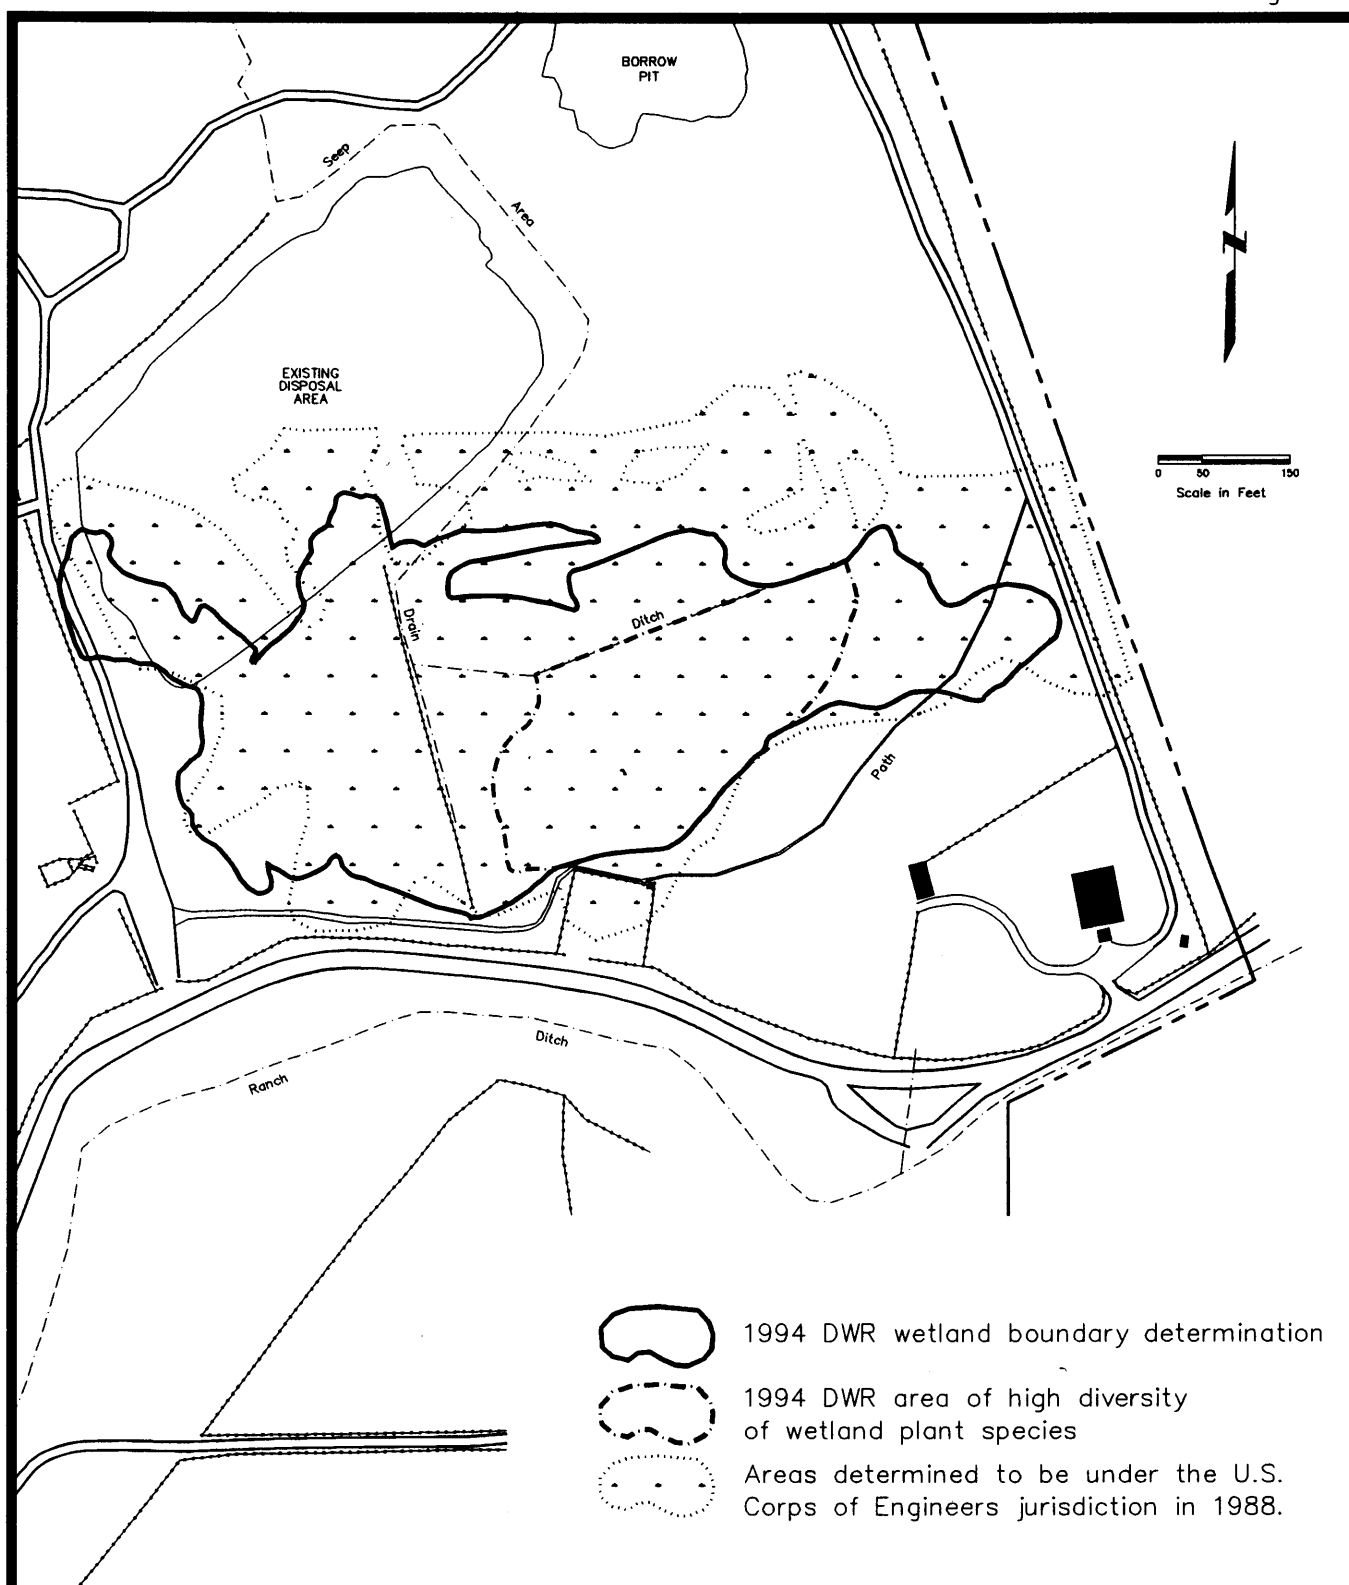 BORROW
PIT
Seep
Area
N
EXISTING
DISPOSAL
AREA
0 50 150
Scale in Feet
Drain
Ditch
Path
Ditch
Ranch
1994 DWR wetland boundary determination
1994 DWR area of high diversity
of wetland plant species
Areas determined to be under the U.S.
Corps of Engineers jurisdiction in 1988.